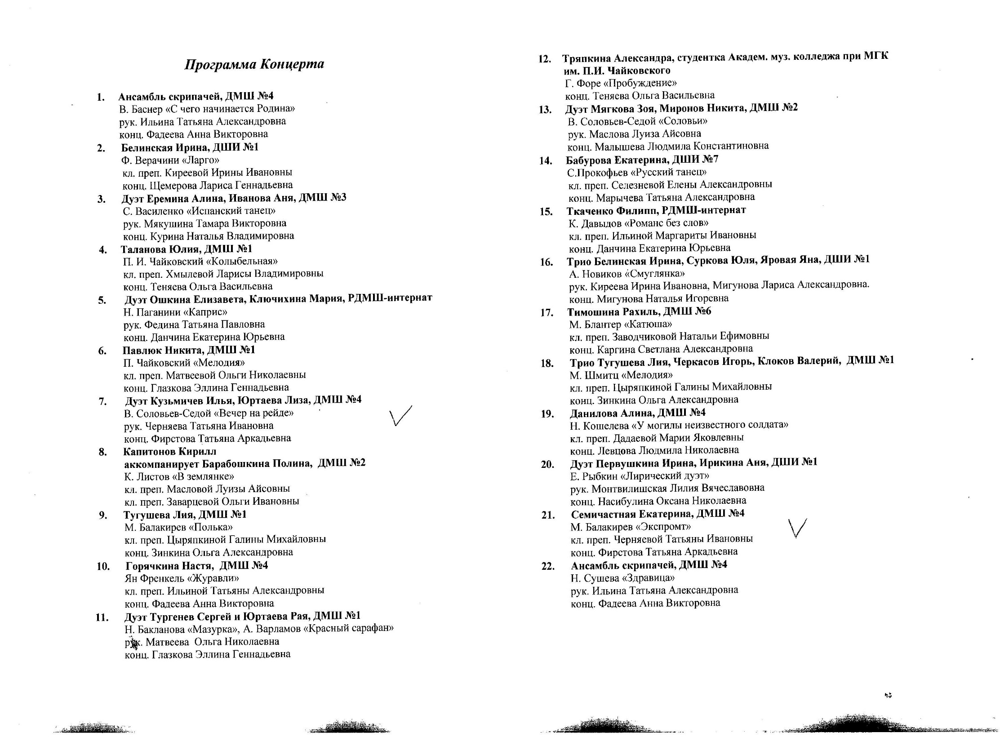 Программа Концерта
1. Ансамбль скрипачей, ДМШ №4
В. Баснер «С чего начинается Родина»
рук. Ильина Татьяна Александровна
конц. Фадеева Анна Викторовна
2. Белинская Ирина, ДШИ №1
Ф. Верачини «Ларго»
кл. преп. Киреевой Ирины Ивановны
конц. Щемерова Лариса Геннадьевна
3. Дуэт Еремина Алина, Иванова Аня, ДМШ №3
С. Василенко «Испанский танец»
рук. Мякушина Тамара Викторовна
конц. Курина Наталья Владимировна
4. Таланова Юлия, ДМШ №1
П. И. Чайковский «Колыбельная»
кл. преп. Хмылевой Ларисы Владимировны
конц. Теняева Ольга Васильевна
5. Дуэт Ошкина Елизавета, Ключихина Мария, РДМШ-интернат
Н. Паганини «Каприс»
рук. Федина Татьяна Павловна
конц. Данчина Екатерина Юрьевна
6. Павлюк Никита, ДМШ №1
П. Чайковский «Мелодия»
кл. преп. Матвеевой Ольги Николаевны
конц. Глазкова Эллина Геннадьевна
7. Дуэт Кузьмичев Илья, Юртаева Лиза, ДМШ №4
В. Соловьев-Седой «Вечер на рейде»
рук. Черняева Татьяна Ивановна
конц. Фирстова Татьяна Аркадьевна
8. Капитонов Кирилл
аккомпанирует Барабошкина Полина, ДМШ №2
К. Листов «В землянке»
кл. преп. Масловой Луизы Айсовны
кл. преп. Заварцевой Ольги Ивановны
9. Тугушева Лия, ДМШ №1
М. Балакирев «Полька»
кл. преп. Цыряпкиной Галины Михайловны
конц. Зинкина Ольга Александровна
10. Горячкина Настя, ДМШ №4
Ян Френкель «Журавли»
кл. преп. Ильиной Татьяны Александровны
конц. Фадеева Анна Викторовна
11. Дуэт Тургенев Сергей и Юртаева Рая, ДМШ №1
Н. Бакланова «Мазурка», А. Варламов «Красный сарафан»
рук. Матвеева Ольга Николаевна
конц. Глазкова Эллина Геннадьевна
12. Тряпкина Александра, студентка Академ. муз. колледжа при МГК
им. П.И. Чайковского
Г. Форе «Пробуждение»
конц. Теняева Ольга Васильевна
13. Дуэт Мягкова Зоя, Миронов Никита, ДМШ №2
В. Соловьев-Седой «Соловьи»
рук. Маслова Луиза Айсовна
конц. Малышева Людмила Константиновна
14. Бабурова Екатерина, ДШИ №7
С.Прокофьев «Русский танец»
кл. преп. Селезневой Елены Александровны
конц. Марычева Татьяна Александровна
15. Ткаченко Филипп, РДМШ-интернат
К. Давыдов «Романс без слов»
кл. преп. Ильиной Маргариты Ивановны
конц. Данчина Екатерина Юрьевна
16. Трио Белинская Ирина, Суркова Юля, Яровая Яна, ДШИ №1
А. Новиков «Смуглянка»
рук. Киреева Ирина Ивановна, Мигунова Лариса Александровна.
конц. Мигунова Наталья Игоревна
17. Тимошина Рахиль, ДМШ №6
М. Блантер «Катюша»
кл. преп. Заводчиковой Натальи Ефимовны
конц. Каргина Светлана Александровна
18. Трио Тугушева Лия, Черкасов Игорь, Клоков Валерий, ДМШ №1
М. Шмитц «Мелодия»
кл. преп. Цыряпкиной Галины Михайловны
конц. Зинкина Ольга Александровна
19. Данилова Алина, ДМШ №4
Н. Кошелева «У могилы неизвестного солдата»
кл. преп. Дадаевой Марии Яковлевны
конц. Левцова Людмила Николаевна
20. Дуэт Первушкина Ирина, Ирикина Аня, ДШИ №1
Е. Рыбкин «Лирический дуэт»
рук. Монтвилишская Лилия Вячеславовна
конц. Насибулина Оксана Николаевна
21. Семичастная Екатерина, ДМШ №4
М. Балакирев «Экспромт»
кл. преп. Черняевой Татьяны Ивановны
конц. Фирстова Татьяна Аркадьевна
22. Ансамбль скрипачей, ДМШ №4
Н. Сушева «Здравица»
рук. Ильина Татьяна Александровна
конц. Фадеева Анна Викторовна